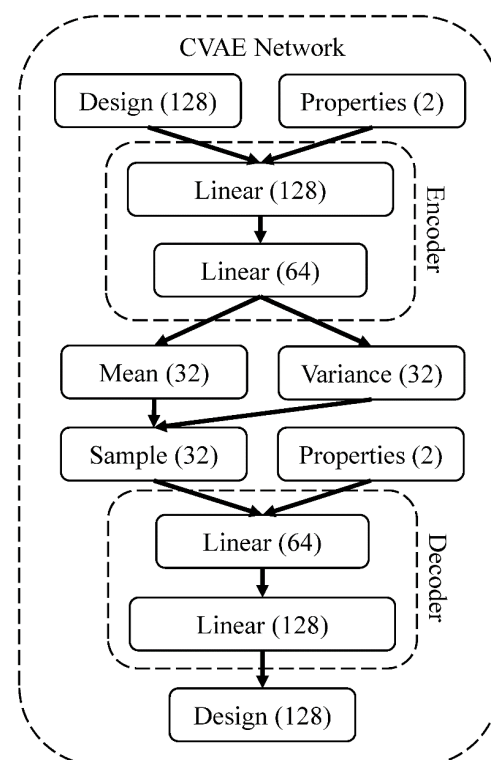 CVAE Network
Design (128)
Properties (2)
Linear (128)
Linear (64)
Encoder
Mean (32)
Variance (32)
Sample (32)
Properties (2)
Linear (64)
Linear (128)
Decoder
Design (128)